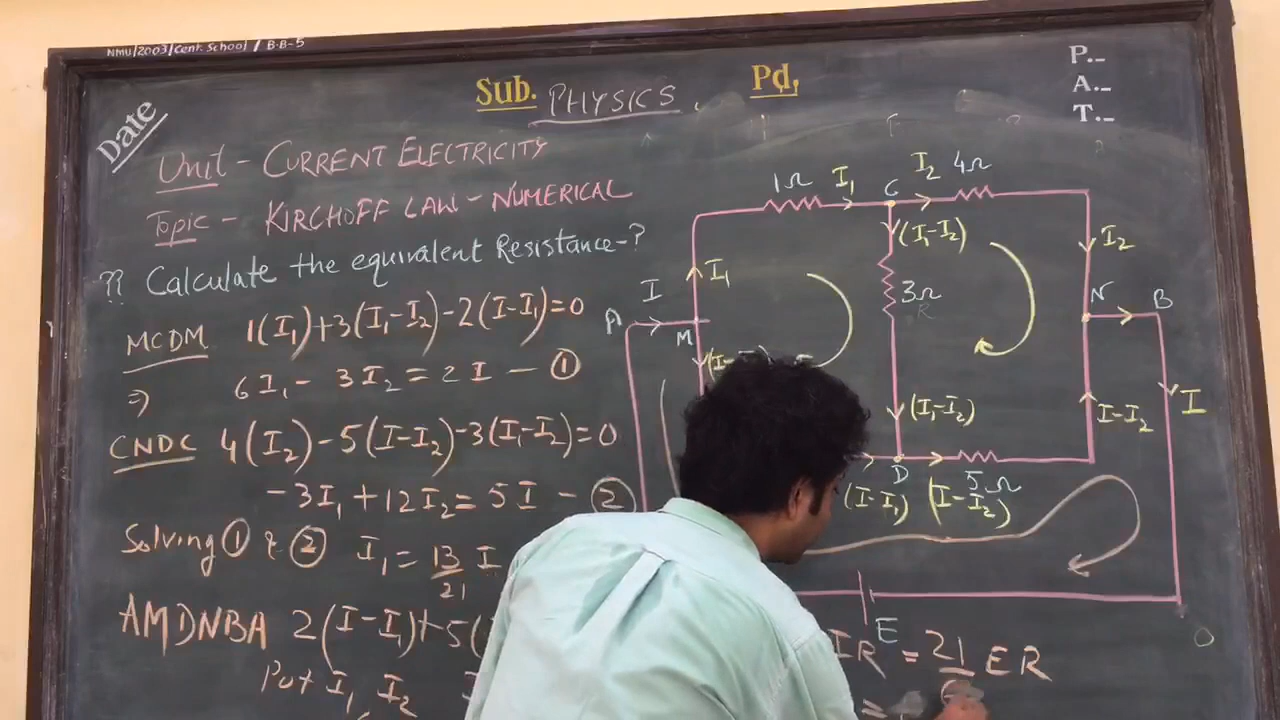 NMU/2003/Cent. School / B.B-5
Date
Sub. PHYSICS. Pd,
P.-
A.-
T.-
Unit - CURRENT ELECTRICITY
Topic - KIRCHOFF LAW - NUMERICAL
?? Calculate the equivalent Resistance-?
MCDM 1(I₁)+3(I₁-I₂)-2(I-I₁)=0
⇒ 6I₁ - 3I₂ = 2I - ①
CNDC 4(I₂)-5(I-I₂)-3(I₁-I₂)=0
-3I₁ + 12I₂ = 5I - ②
Solving ① & ② I₁ = 13/21 I
AMDNBA 2(I-I₁)+5(
Put I₁, I₂
1Ω I₁ C I₂ 4Ω
(I₁-I₂)
I₂
I₁
I
3Ω
R
A M
N B
(I-
I
(I₁-I₂)
I-I₂
D 5Ω
(I-I₁) (I-I₂)
E
IR = 21 ER
=